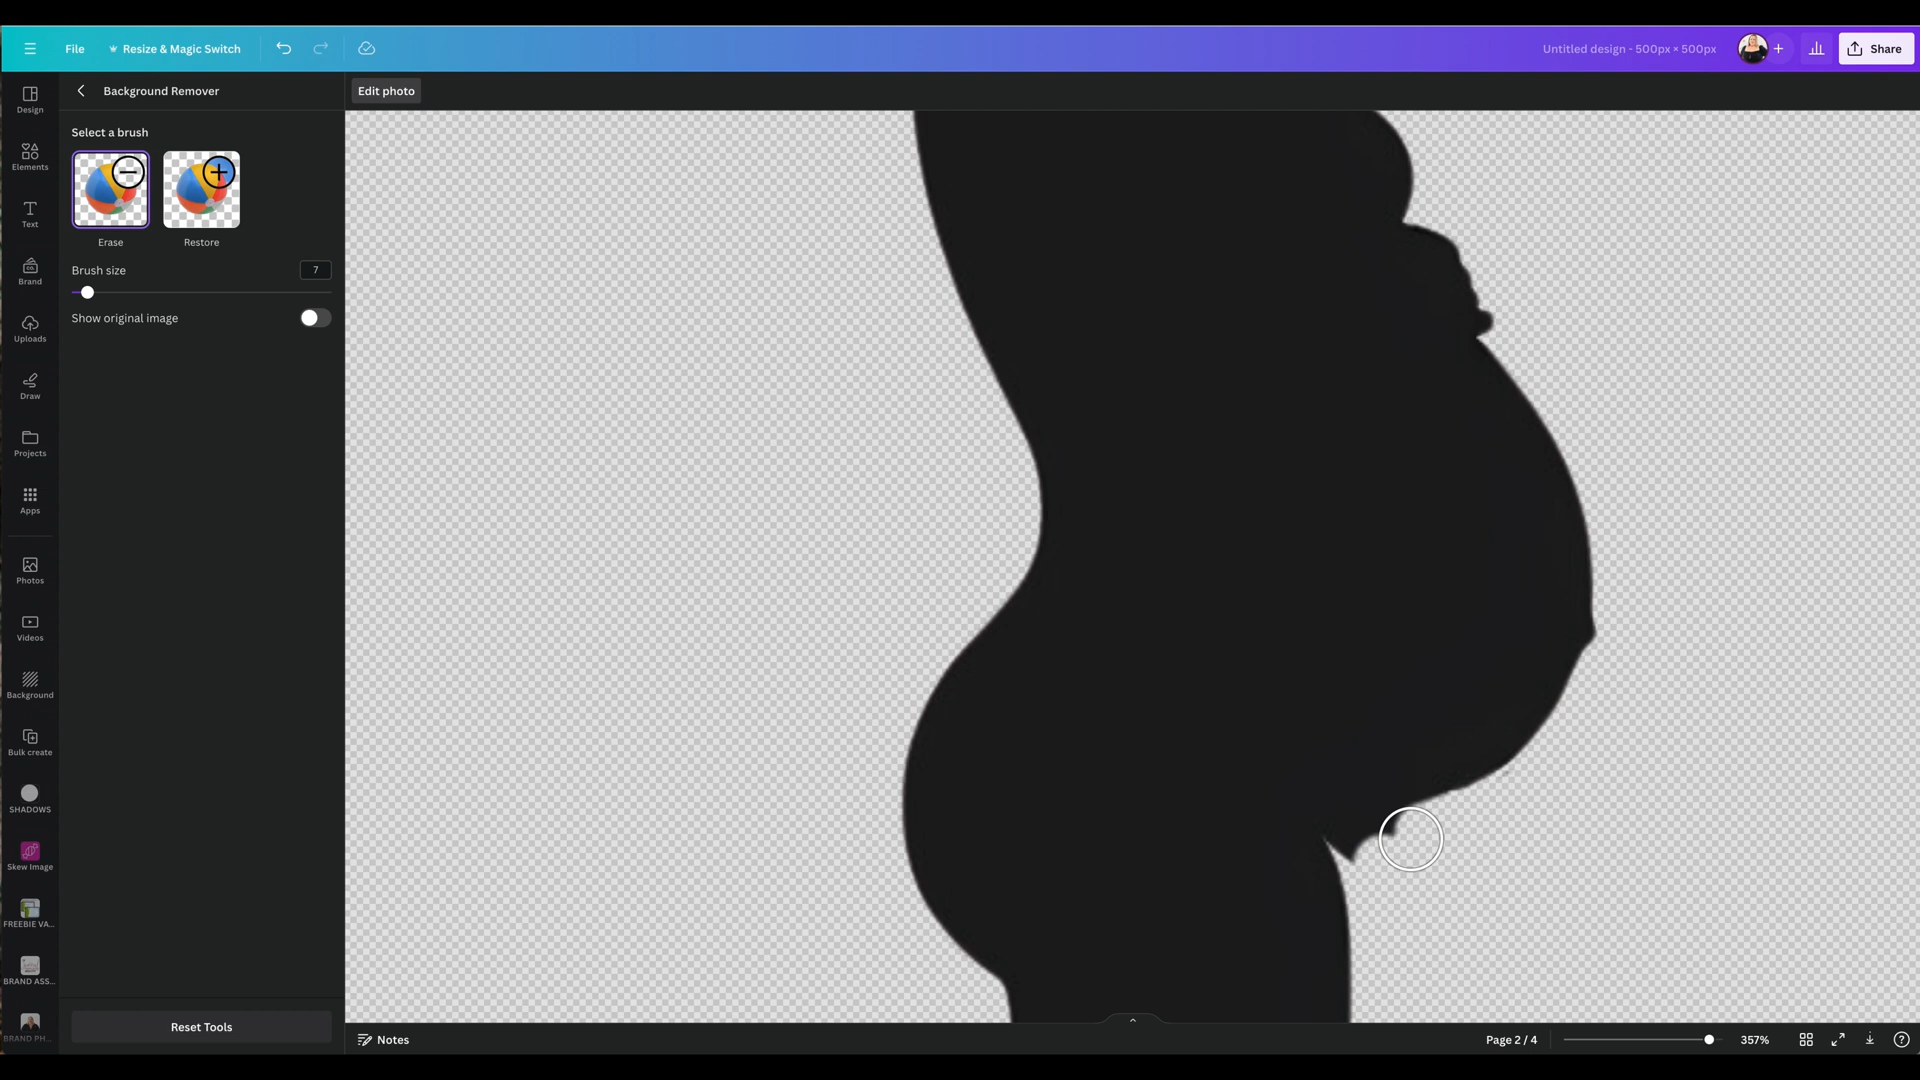 File
Resize & Magic Switch
Untitled design - 500px × 500px
Share
Design
Elements
Text
Brand
Uploads
Draw
Projects
Apps
Photos
Videos
Background
Bulk create
SHADOWS
Skew Image
FREEBIE VA...
BRAND ASS...
BRAND PH...
Background Remover
Select a brush
Erase
Restore
Brush size
7
Show original image
Reset Tools
Edit photo
Notes
Page 2 / 4
357%